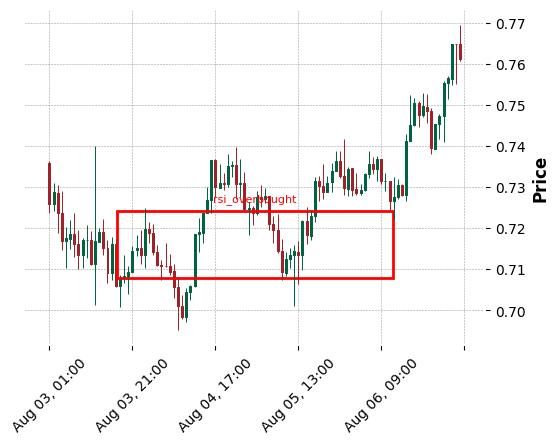 0.77
0.76
0.75
0.74
0.73
0.72
0.71
0.70
Price
rsi_overbought
Aug 03, 01:00
Aug 03, 21:00
Aug 04, 17:00
Aug 05, 13:00
Aug 06, 09:00